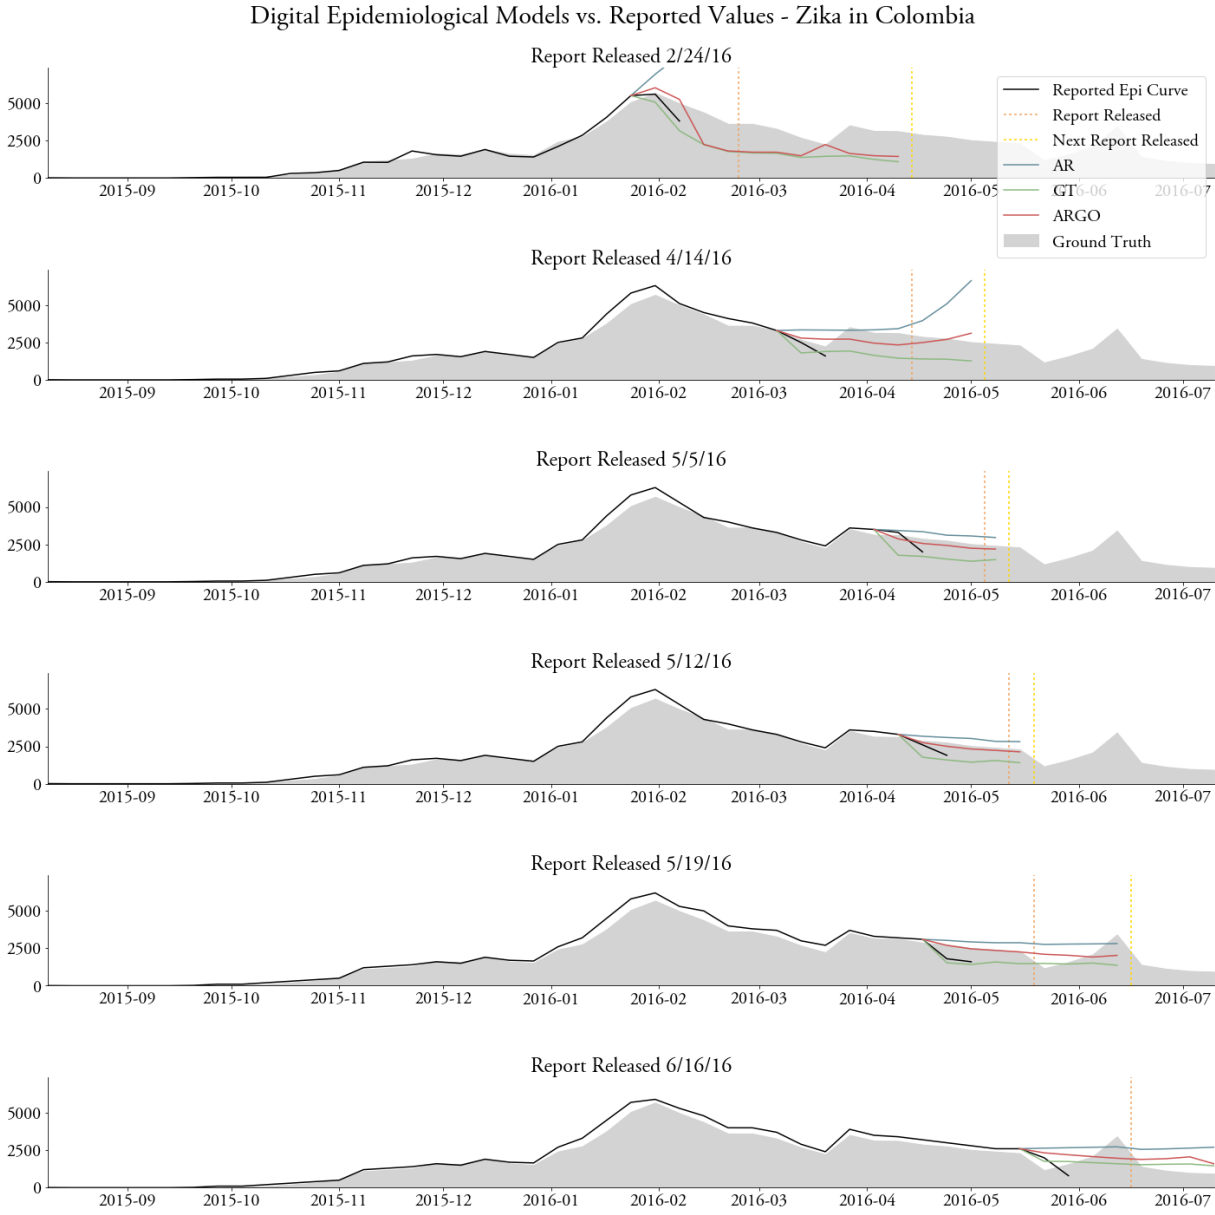 Digital Epidemiological Models vs. Reported Values - Zika in Colombia
Report Released 2/24/16
5000
2500
0
2015-09 2015-10 2015-11 2015-12 2016-01 2016-02 2016-03 2016-04 2016-05 2016-06 2016-07
Reported Epi Curve
Report Released
Next Report Released
AR
GT
ARGO
Ground Truth
Report Released 4/14/16
5000
2500
0
2015-09 2015-10 2015-11 2015-12 2016-01 2016-02 2016-03 2016-04 2016-05 2016-06 2016-07
Report Released 5/5/16
5000
2500
0
2015-09 2015-10 2015-11 2015-12 2016-01 2016-02 2016-03 2016-04 2016-05 2016-06 2016-07
Report Released 5/12/16
5000
2500
0
2015-09 2015-10 2015-11 2015-12 2016-01 2016-02 2016-03 2016-04 2016-05 2016-06 2016-07
Report Released 5/19/16
5000
2500
0
2015-09 2015-10 2015-11 2015-12 2016-01 2016-02 2016-03 2016-04 2016-05 2016-06 2016-07
Report Released 6/16/16
5000
2500
0
2015-09 2015-10 2015-11 2015-12 2016-01 2016-02 2016-03 2016-04 2016-05 2016-06 2016-07